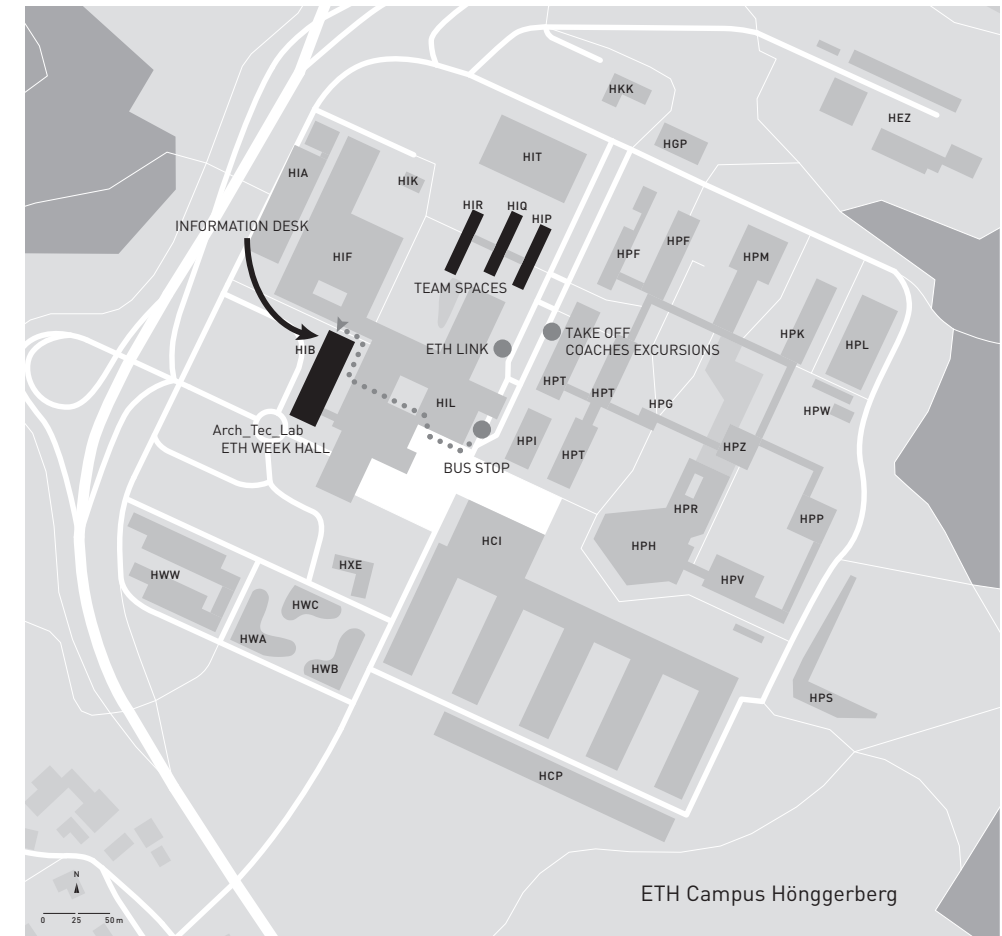 HKK
HEZ
HGP
HIT
HIA
HIK
HIR
HIQ
HIP
INFORMATION DESK
HPF
HPF
HIF
HPM
TEAM SPACES
TAKE OFF
COACHES EXCURSIONS
HPK
HPL
HIB
ETH LINK
HPT
HPT
HIL
HPG
HPW
Arch_Tec_Lab
ETH WEEK HALL
HPI
HPT
HPZ
BUS STOP
HPR
HPP
HCI
HPH
HXE
HWW
HPV
HWC
HWA
HWB
HPS
HCP
N
0 25 50 m
ETH Campus Hönggerberg